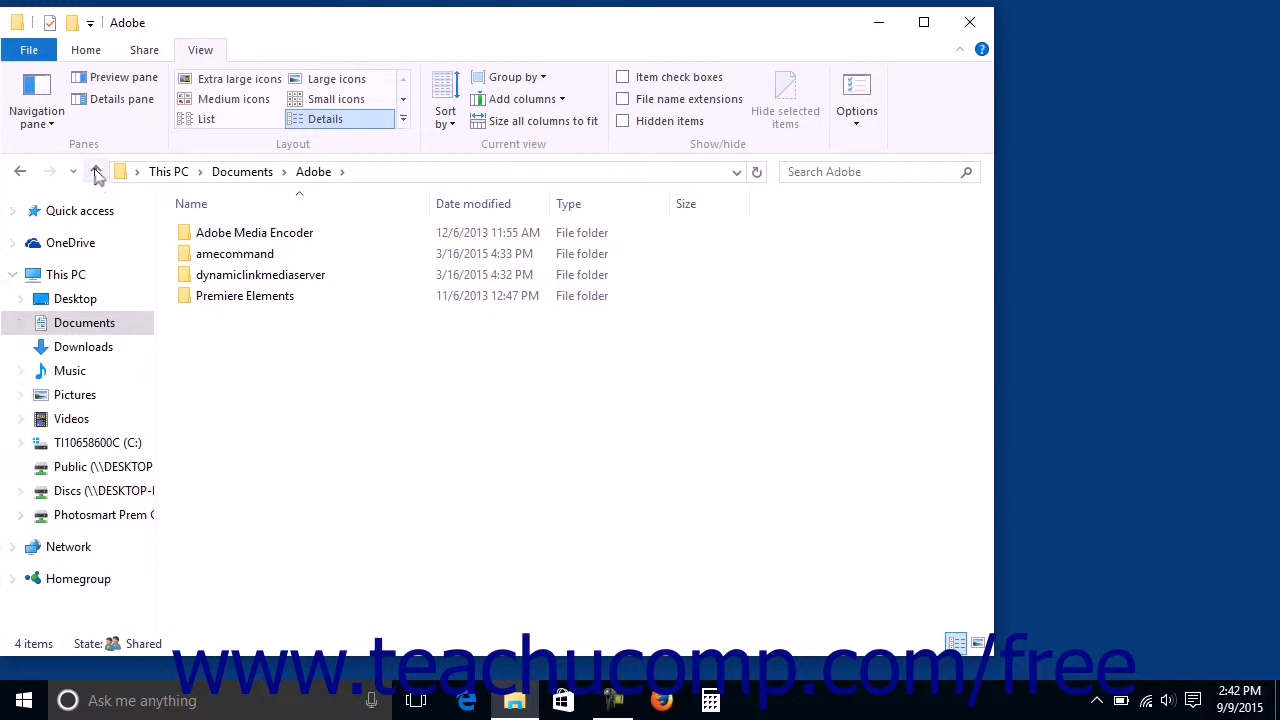 Adobe
File Home Share View
Navigation pane
Preview pane
Details pane
Panes
Extra large icons Large icons
Medium icons Small icons
List Details
Layout
Sort by
Group by
Add columns
Size all columns to fit
Current view
Item check boxes
File name extensions
Hidden items
Hide selected items
Show/hide
Options
This PC Documents Adobe
Search Adobe
Name Date modified Type Size
Adobe Media Encoder 12/6/2013 11:55 AM File folder
amecommand 3/16/2015 4:33 PM File folder
dynamiclinkmediaserver 3/16/2015 4:32 PM File folder
Premiere Elements 11/6/2013 12:47 PM File folder
Quick access
OneDrive
This PC
Desktop
Documents
Downloads
Music
Pictures
Videos
TI10658600C (C:)
Public (\\DESKTOP
Discs (\\DESKTOP-
Photosmart Prem
Network
Homegroup
4 items State: Shared
www.teachucomp.com/free
Ask me anything
2:42 PM
9/9/2015